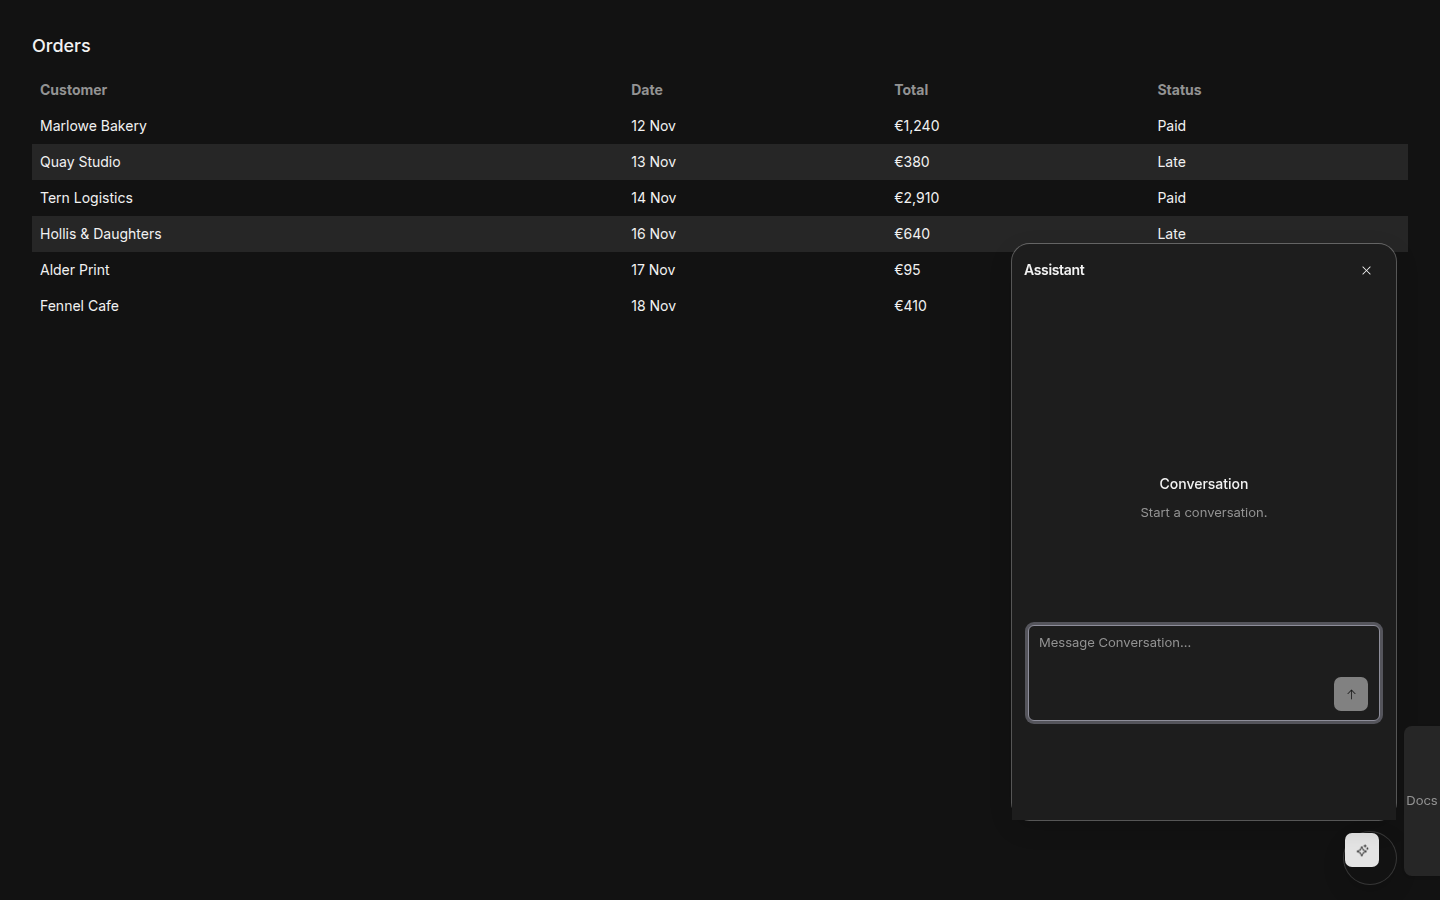 Orders
Customer Date Total Status
Marlowe Bakery 12 Nov €1,240 Paid
Quay Studio 13 Nov €380 Late
Tern Logistics 14 Nov €2,910 Paid
Hollis & Daughters 16 Nov €640 Late
Alder Print 17 Nov €95
Fennel Cafe 18 Nov €410
Assistant
Conversation
Start a conversation.
Message Conversation...
Docs